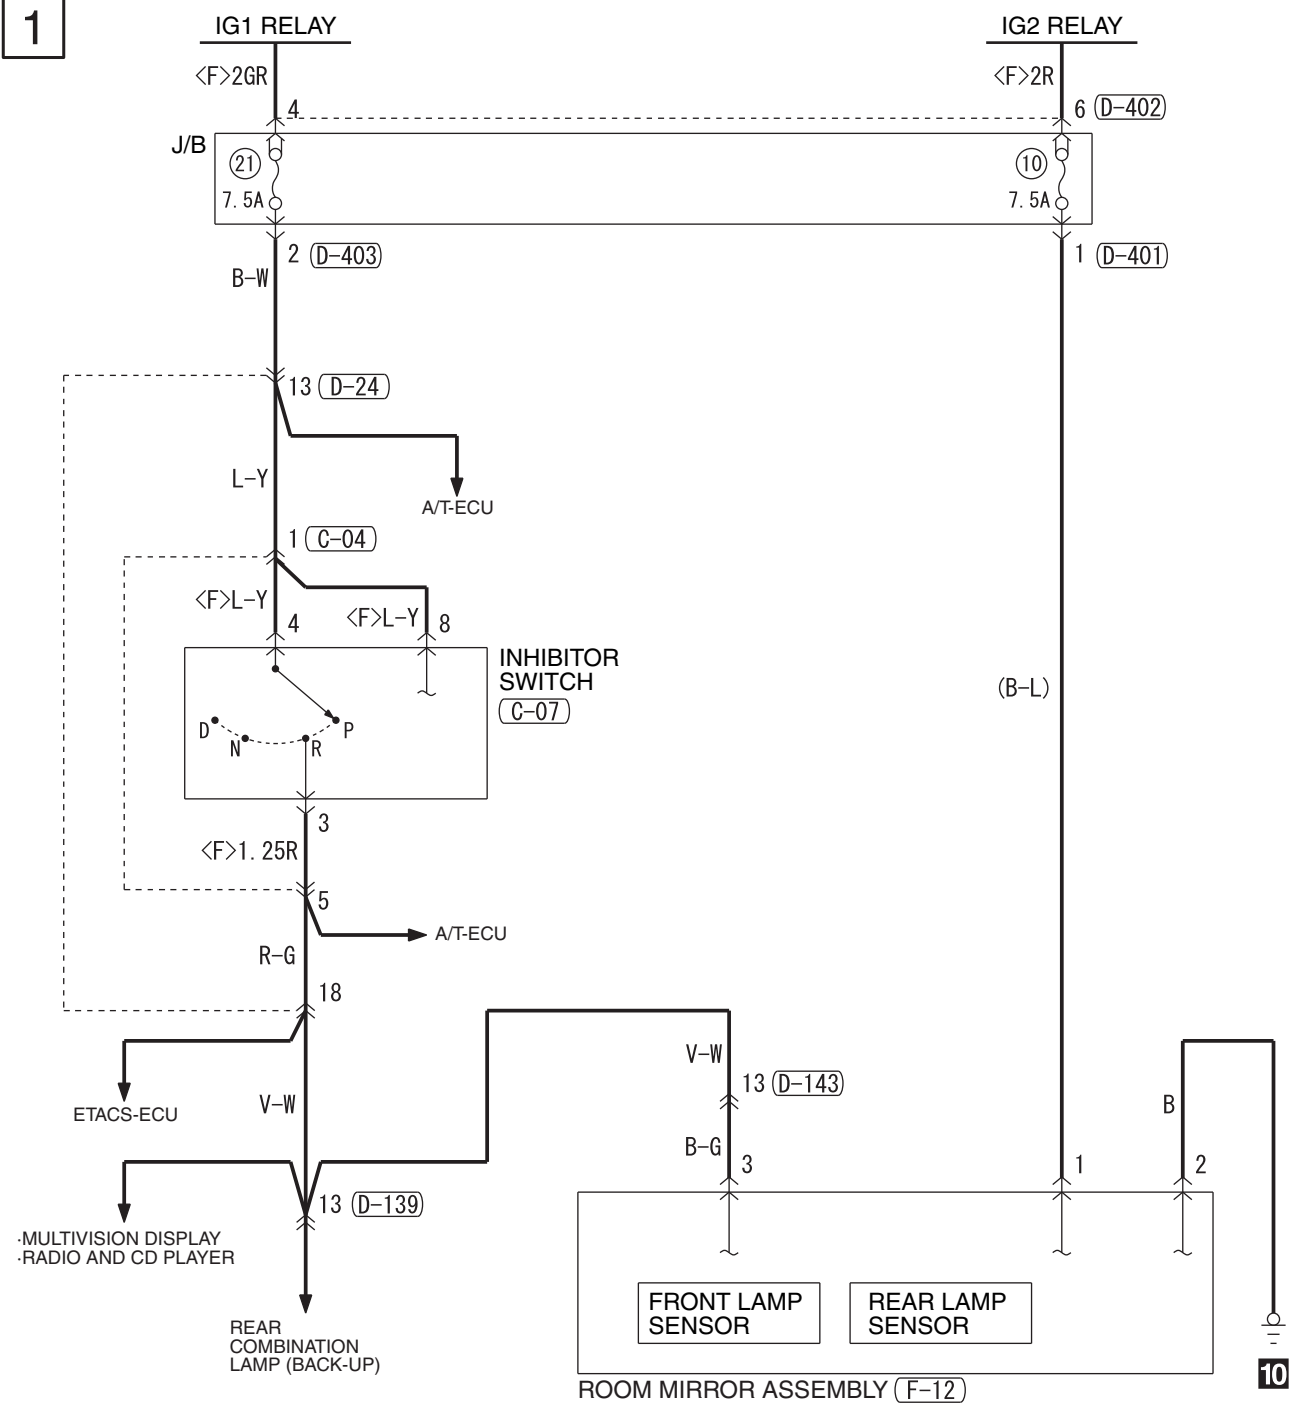 1
IG1 RELAY
IG2 RELAY
<F>2GR
<F>2R
4
6 D-402
J/B
21
10
7.5A
7.5A
2 D-403
1 D-401
B-W
13 D-24
L-Y
A/T-ECU
1 C-04
<F>L-Y
<F>L-Y
4
8
INHIBITOR
SWITCH
C-07
(B-L)
D
N
R
P
3
<F>1.25R
5
A/T-ECU
R-G
18
V-W
13 D-143
ETACS-ECU
V-W
B
B-G
3
1
2
13 D-139
·MULTIVISION DISPLAY
·RADIO AND CD PLAYER
FRONT LAMP
SENSOR
REAR LAMP
SENSOR
REAR
COMBINATION
LAMP (BACK-UP)
ROOM MIRROR ASSEMBLY F-12
10